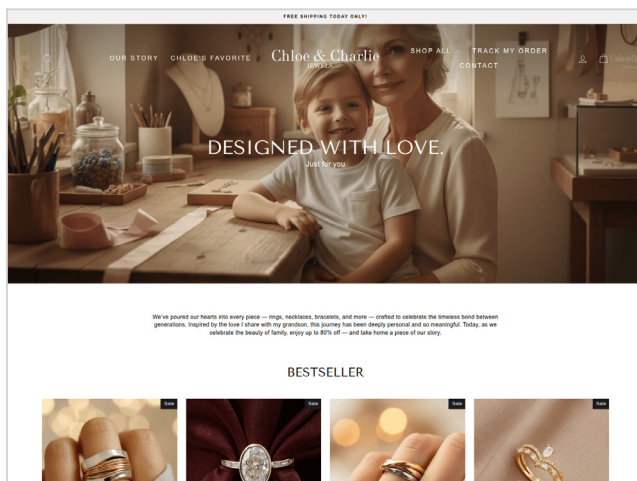 FREE SHIPPING TODAY ONLY!
OUR STORY CHLOE'S FAVORITE
Chloe & Charlie
JEWELS
SHOP ALL TRACK MY ORDER
CONTACT
DESIGNED WITH LOVE.
Just for you
We've poured our hearts into every piece — rings, necklaces, bracelets, and more — crafted to celebrate the timeless bond between
generations. Inspired by the love I share with my grandson, this journey has been deeply personal and so meaningful. Today, as we
celebrate the beauty of family, enjoy up to 80% off — and take home a piece of our story.
BESTSELLER
Sale
Sale
Sale
Sale